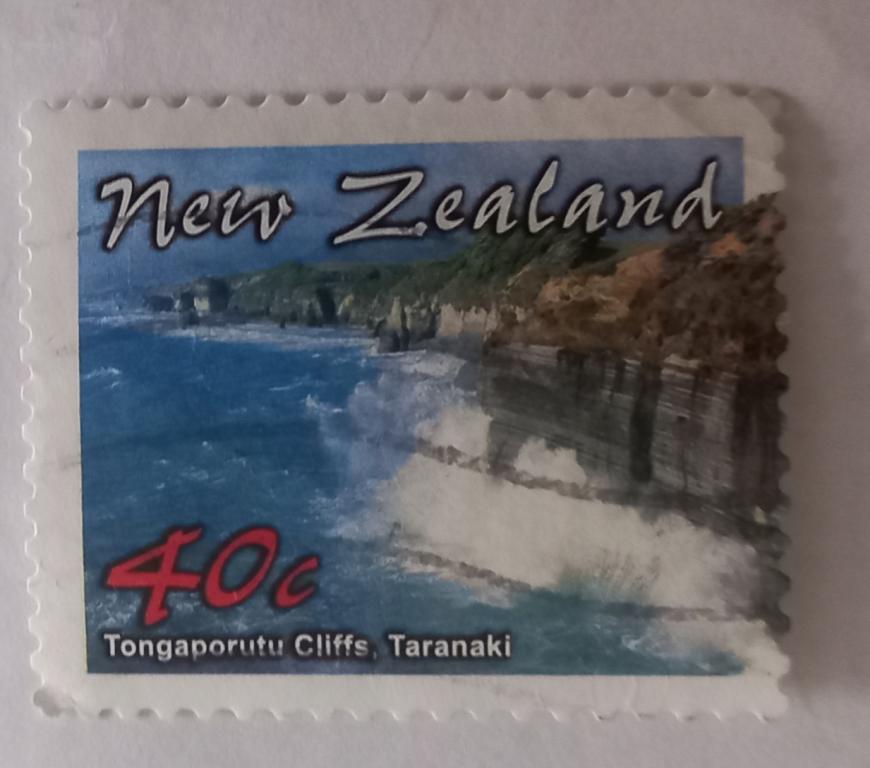 New Zealand
40c
Tongaporutu Cliffs, Taranaki